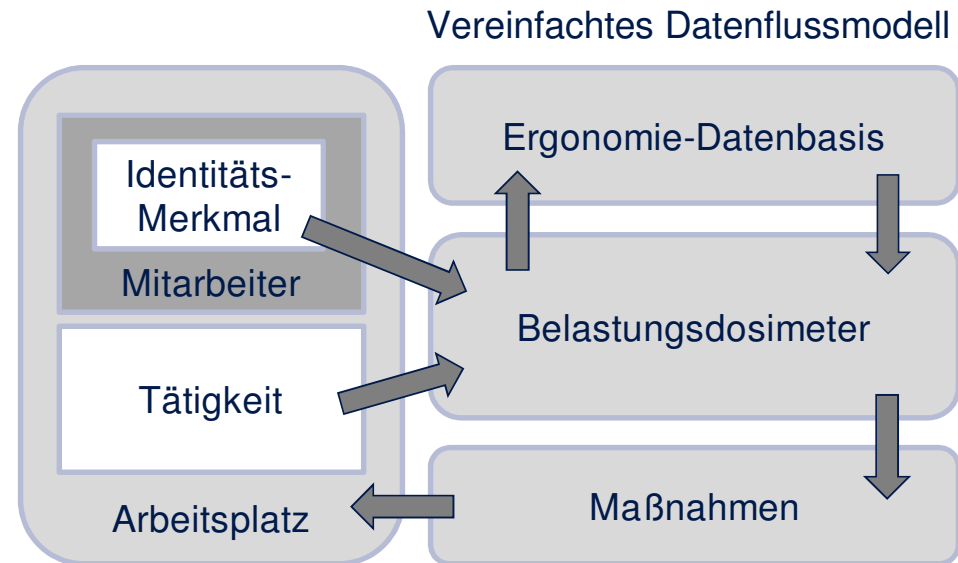 Vereinfachtes Datenflussmodell
Identitäts-
Merkmal
Mitarbeiter
Tätigkeit
Arbeitsplatz
Ergonomie-Datenbasis
Belastungsdosimeter
Maßnahmen